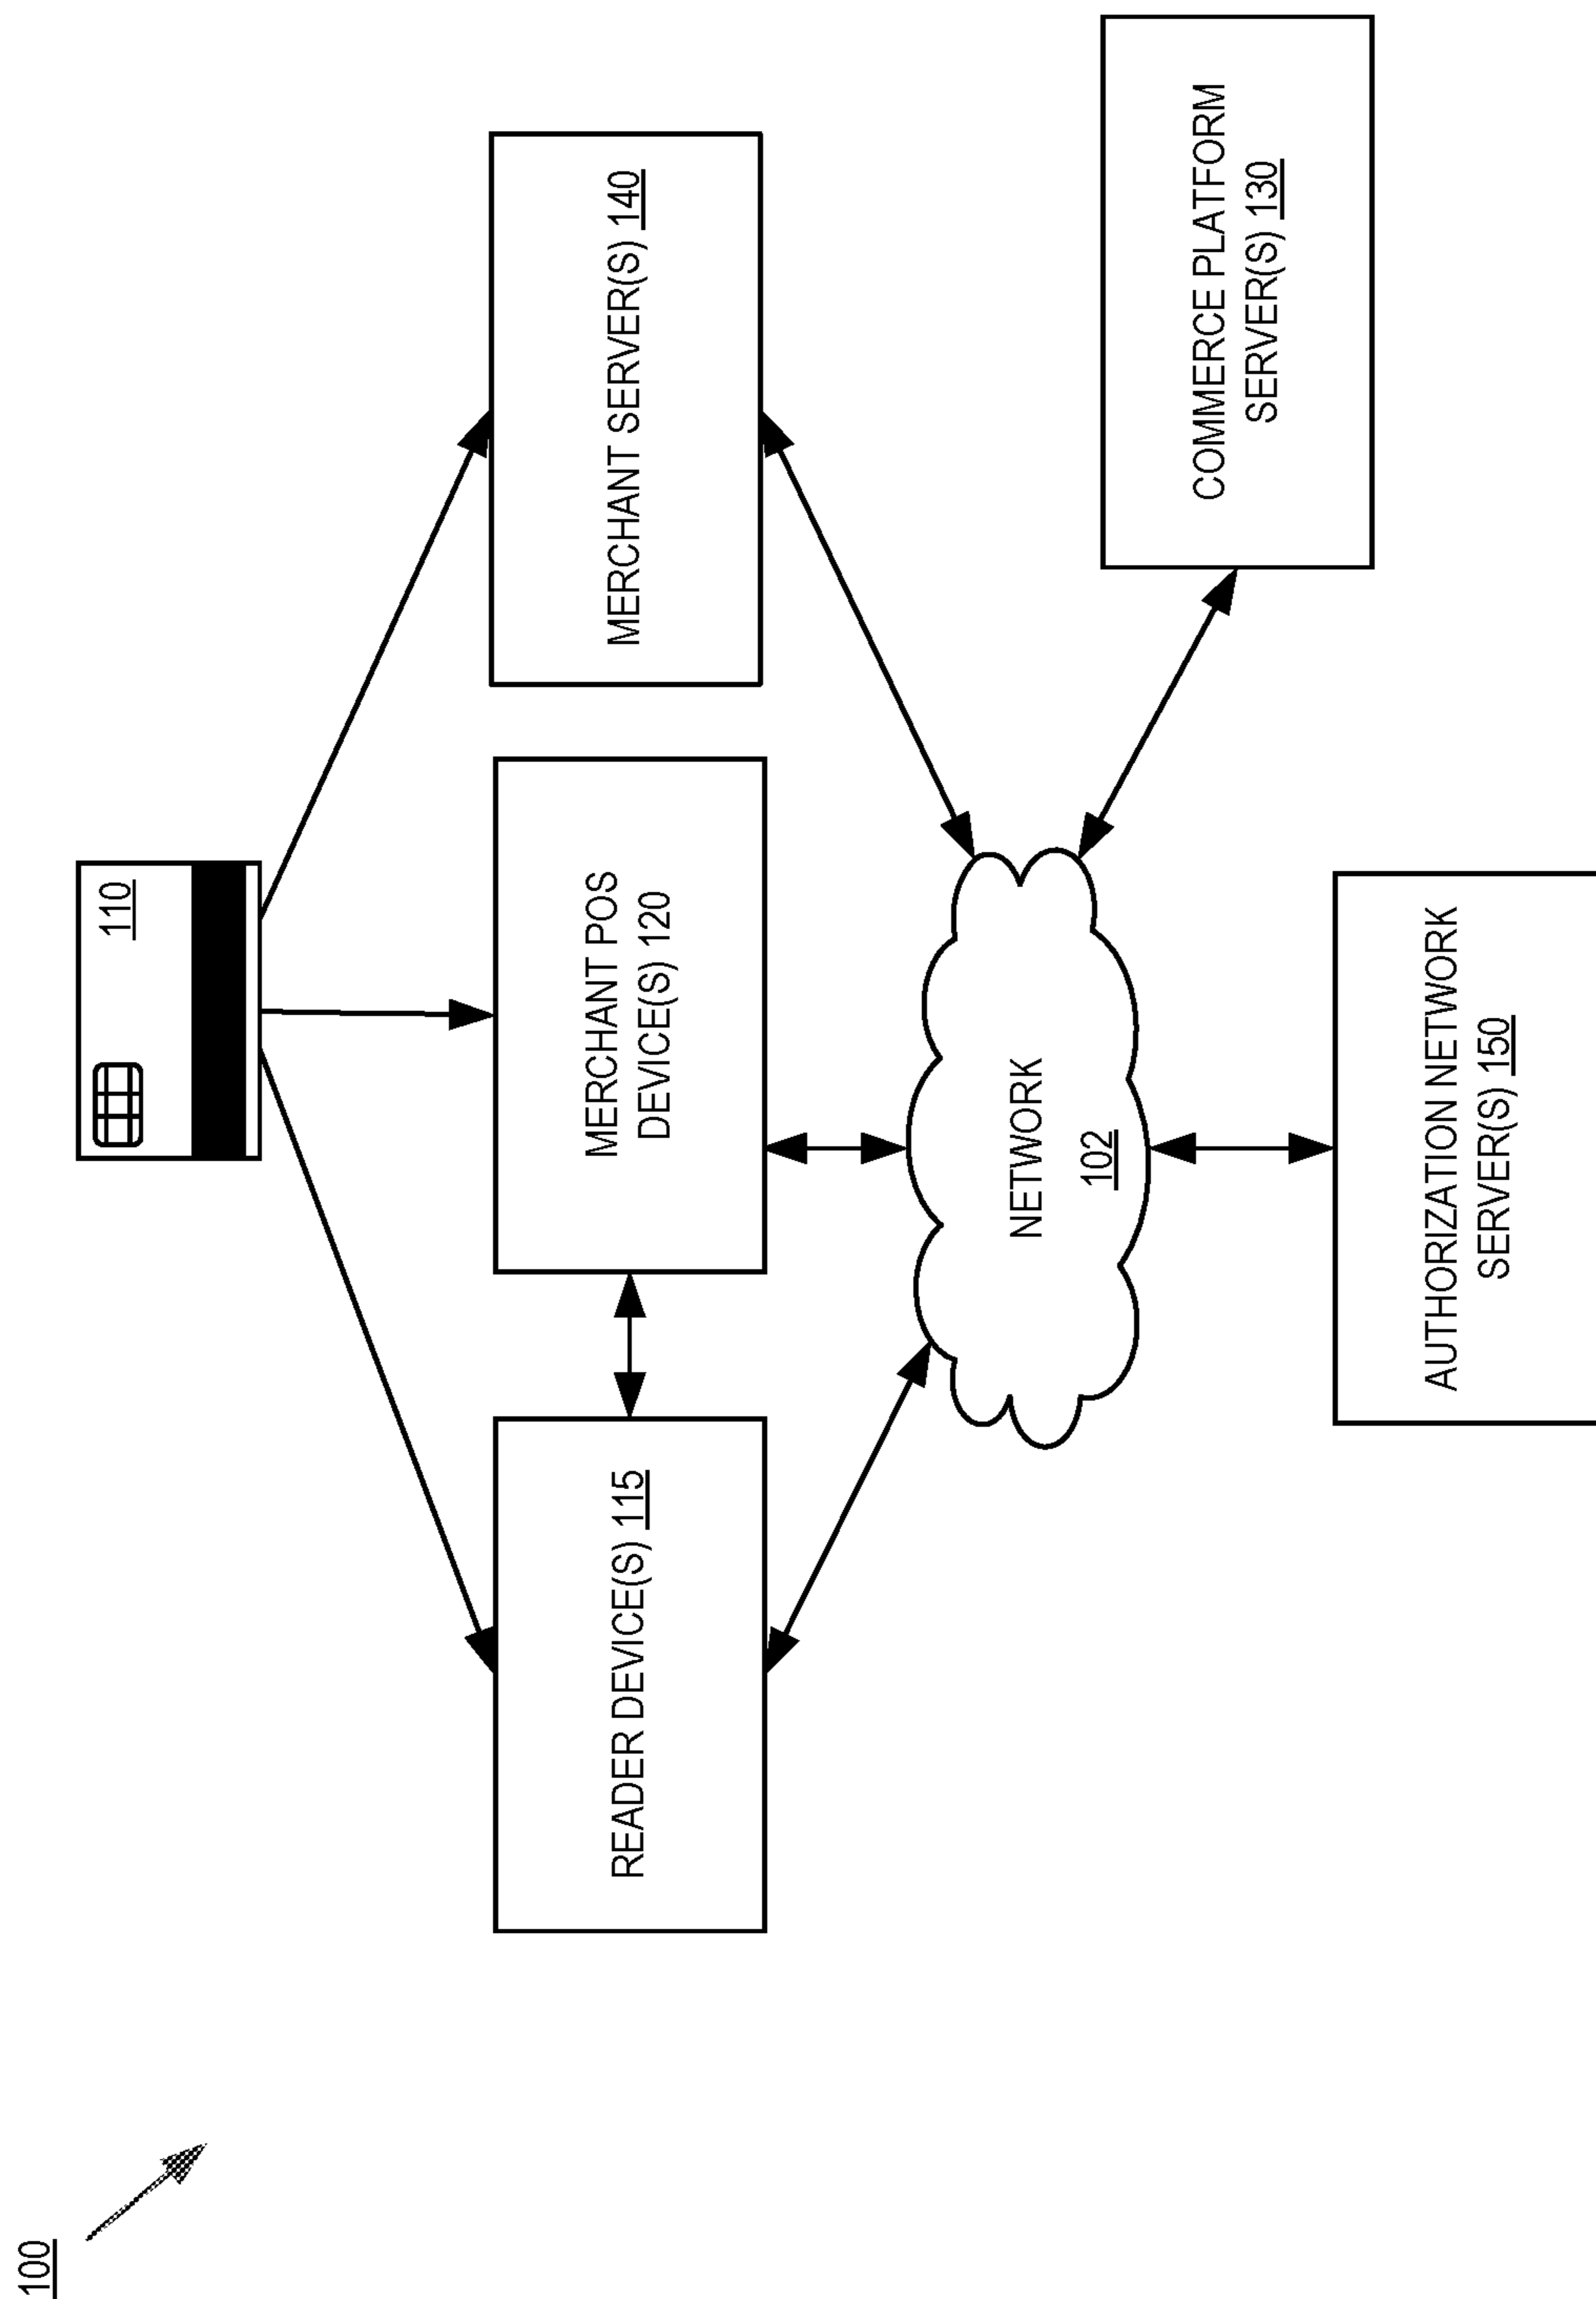 100
110
READER DEVICE(S) 115
MERCHANT POS
DEVICE(S) 120
MERCHANT SERVER(S) 140
NETWORK
102
COMMERCE PLATFORM
SERVER(S) 130
AUTHORIZATION NETWORK
SERVER(S) 150